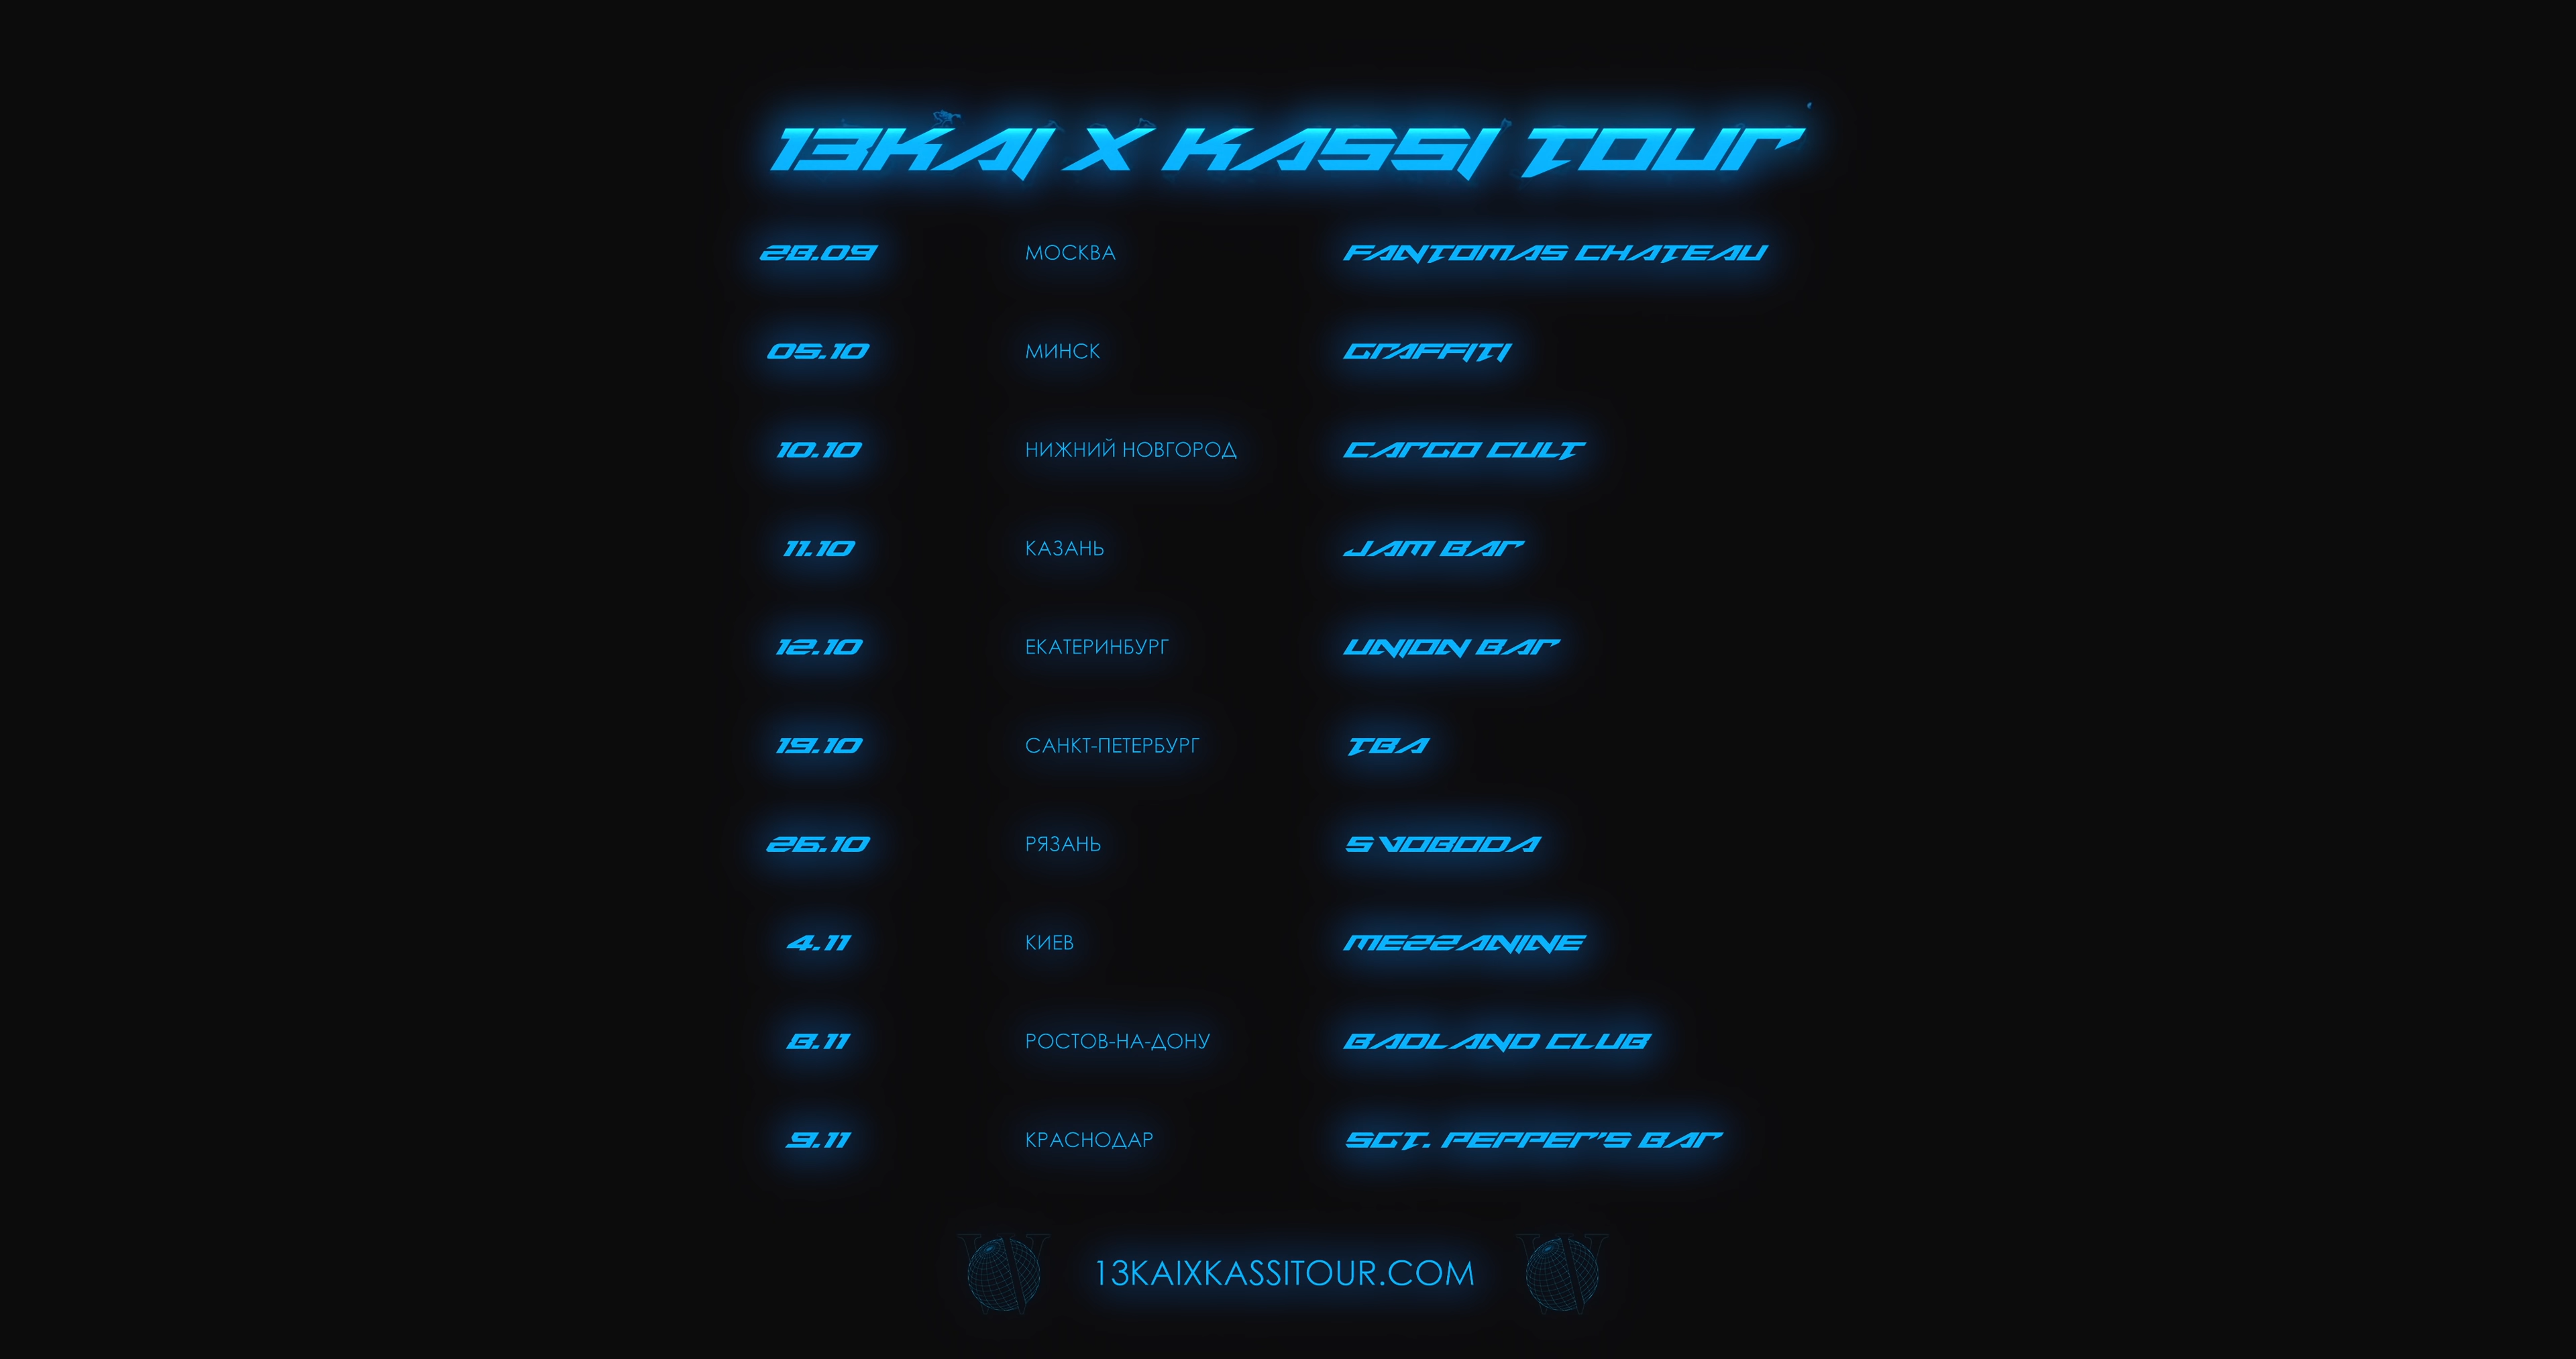 13KAI X KASSI TOUR
28.09 МОСКВА FANTOMAS CHATEAU
05.10 МИНСК GRAFFITI
10.10 НИЖНИЙ НОВГОРОД CARGO CULT
11.10 КАЗАНЬ JAM BAR
12.10 ЕКАТЕРИНБУРГ UNION BAR
19.10 САНКТ-ПЕТЕРБУРГ TBA
26.10 РЯЗАНЬ SVOBODA
4.11 КИЕВ MEZZANINE
8.11 РОСТОВ-НА-ДОНУ BADLAND CLUB
9.11 КРАСНОДАР SGT. PEPPER'S BAR
W 13KAIXKASSITOUR.COM W